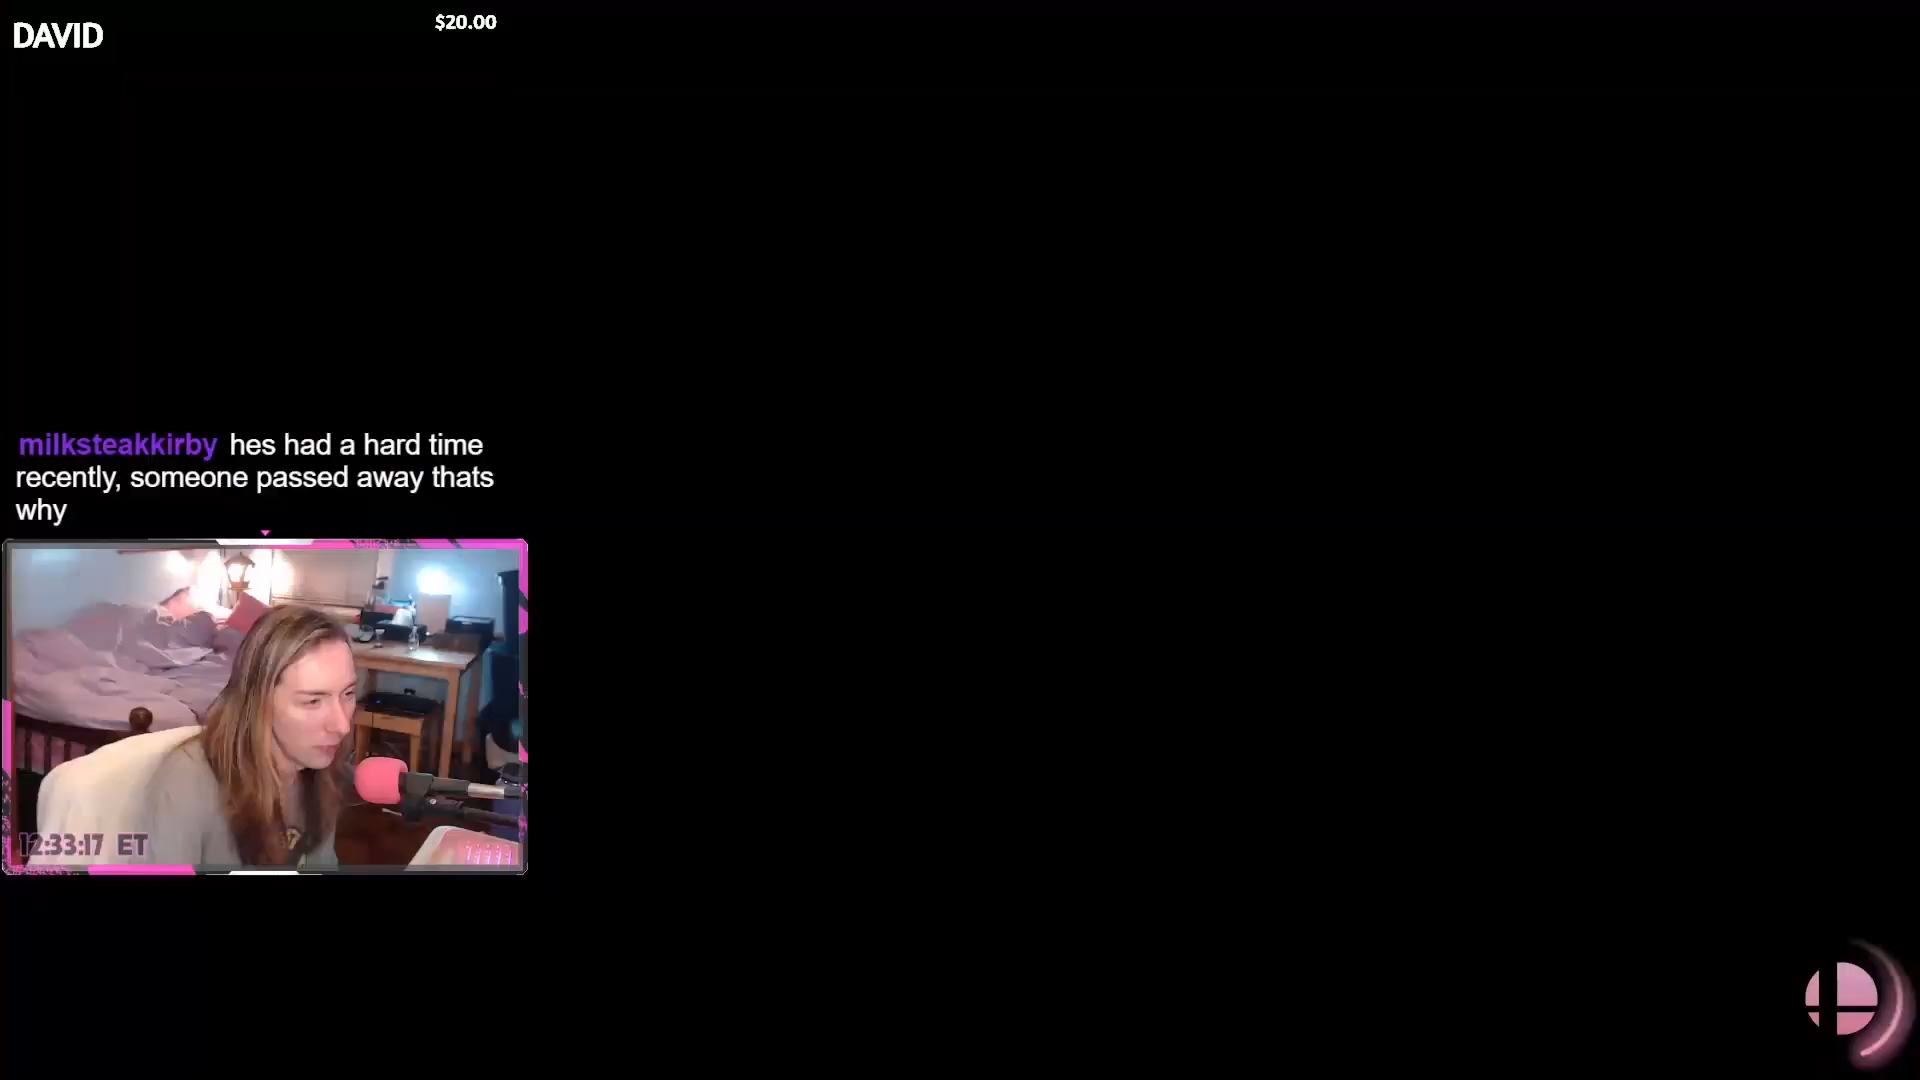 DAVID
$20.00
milksteakkirby hes had a hard time
recently, someone passed away thats
why
12:33:17 ET